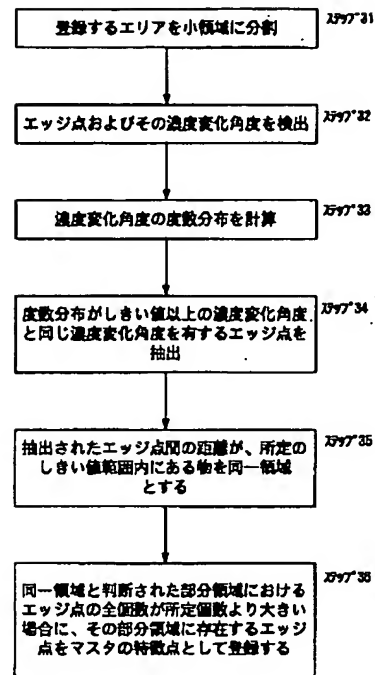 登録するエリアを小領域に分割
ステップ31
エッジ点およびその濃度変化角度を検出
ステップ32
濃度変化角度の度数分布を計算
ステップ33
度数分布がしきい値以上の濃度変化角度
と同じ濃度変化角度を有するエッジ点を
抽出
ステップ34
抽出されたエッジ点間の距離が、所定の
しきい値範囲内にある物を同一領域
とする
ステップ35
同一領域と判断された部分領域における
エッジ点の全個数が所定個数より大きい
場合に、その部分領域に存在するエッジ
点をマスタの特徴点として登録する
ステップ36